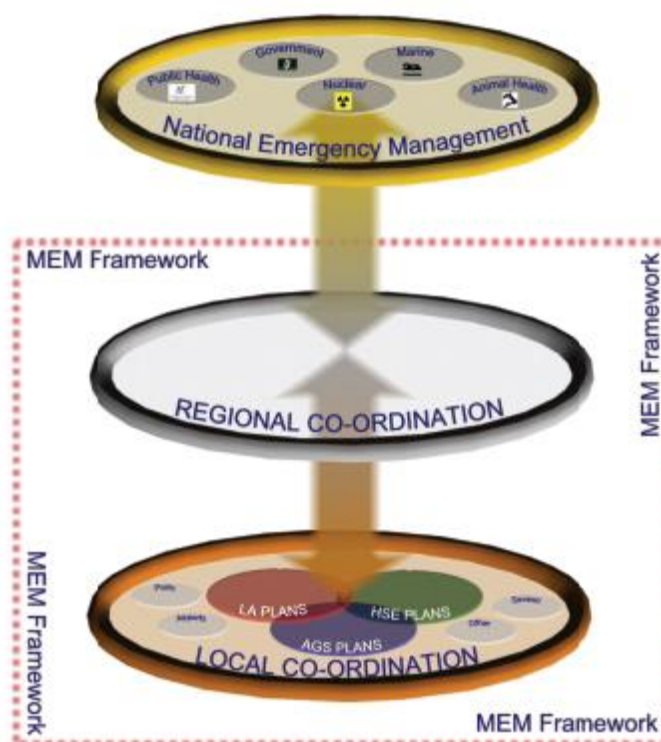 Government
Marine
Public Health
Nuclear
Animal Health
National Emergency Management
MEM Framework
MEM Framework
REGIONAL CO-ORDINATION
MEM Framework
LA PLANS
HSE PLANS
Other
AGS PLANS
LOCAL CO-ORDINATION
MEM Framework